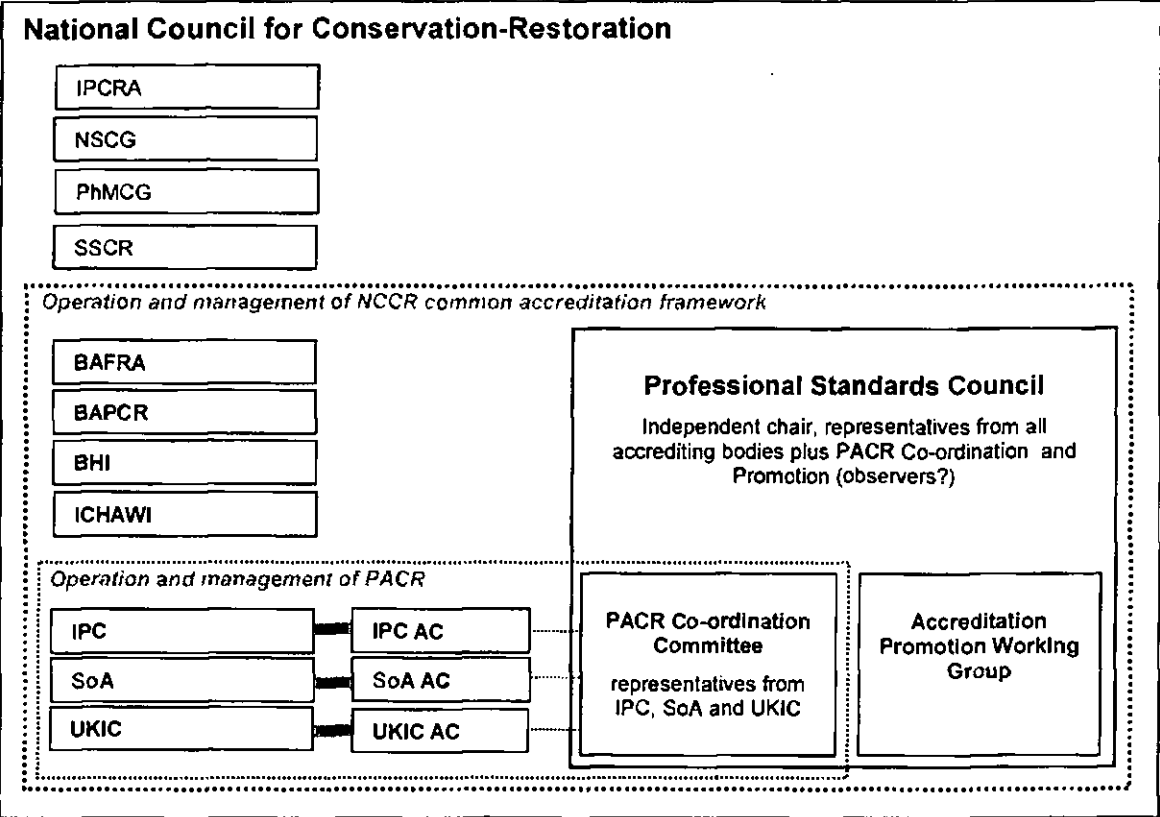 National Council for Conservation-Restoration
IPCRA
NSCG
PhMCG
SSCR
Operation and management of NCCR common accreditation framework
BAFRA
BAPCR
BHI
ICHAWI
Professional Standards Council
Independent chair, representatives from all
accrediting bodies plus PACR Co-ordination and
Promotion (observers?)
Operation and management of PACR
IPC
IPC AC
SoA
SoA AC
UKIC
UKIC AC
PACR Co-ordination
Committee
representatives from
IPC, SoA and UKIC
Accreditation
Promotion Working
Group